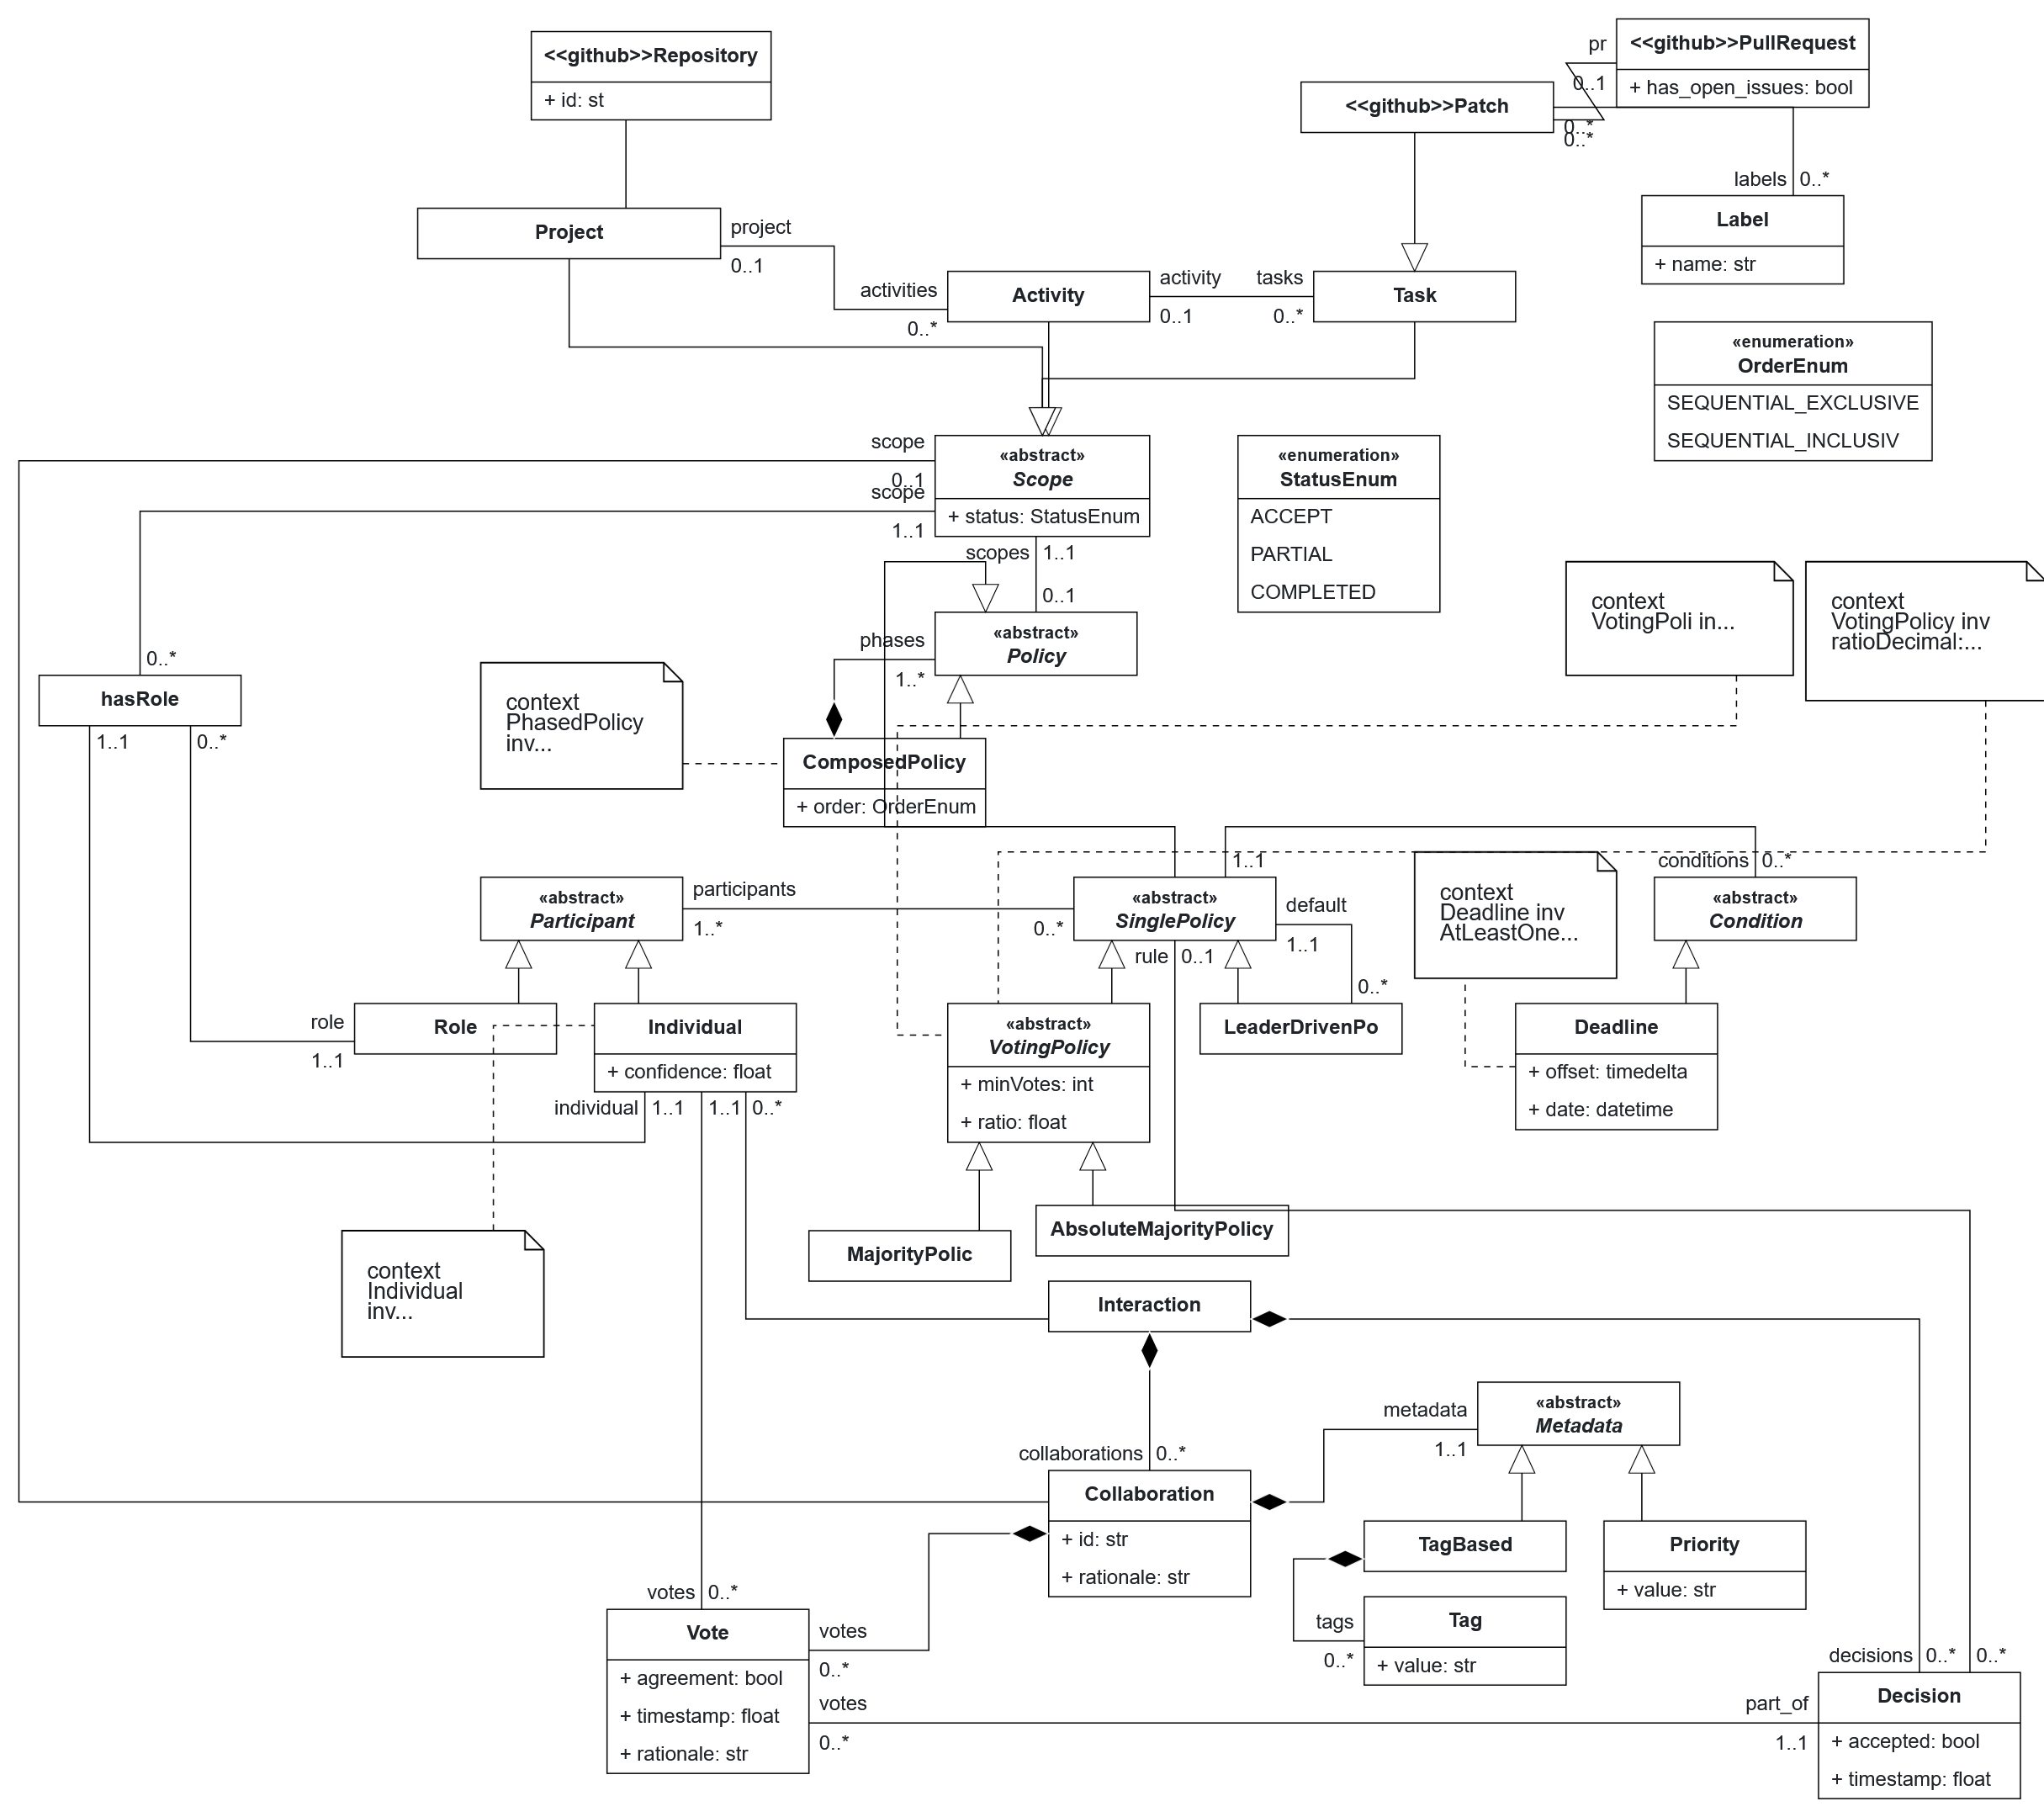 <<github>>Repository
+ id: st
<<github>>PullRequest
+ has_open_issues: bool
pr
0..1
<<github>>Patch
0..*
0..*
labels 0..*
Label
+ name: str
Project
project
0..1
activities
0..*
Activity
activity
0..1
tasks
0..*
Task
«enumeration»
OrderEnum
SEQUENTIAL_EXCLUSIVE
SEQUENTIAL_INCLUSIV
scope
0..1
scope
1..1
«abstract»
Scope
+ status: StatusEnum
«enumeration»
StatusEnum
ACCEPT
PARTIAL
COMPLETED
scopes 1..1
0..1
«abstract»
Policy
phases
1..*
context
VotingPoli in...
context
VotingPolicy inv
ratioDecimal:...
0..*
hasRole
1..1
0..*
context
PhasedPolicy
inv...
ComposedPolicy
+ order: OrderEnum
1..1
conditions 0..*
«abstract»
Participant
participants
1..*
0..*
«abstract»
SinglePolicy
default
1..1
context
Deadline inv
AtLeastOne...
«abstract»
Condition
rule 0..1
0..*
role
1..1
Role
Individual
+ confidence: float
«abstract»
VotingPolicy
+ minVotes: int
+ ratio: float
LeaderDrivenPo
Deadline
+ offset: timedelta
+ date: datetime
individual 1..1
1..1
0..*
MajorityPolic
AbsoluteMajorityPolicy
context
Individual
inv...
Interaction
collaborations 0..*
metadata
1..1
«abstract»
Metadata
Collaboration
+ id: str
+ rationale: str
TagBased
Priority
+ value: str
tags
0..*
Tag
+ value: str
votes 0..*
Vote
+ agreement: bool
+ timestamp: float
+ rationale: str
votes
0..*
votes
0..*
decisions 0..*
0..*
part_of
1..1
Decision
+ accepted: bool
+ timestamp: float